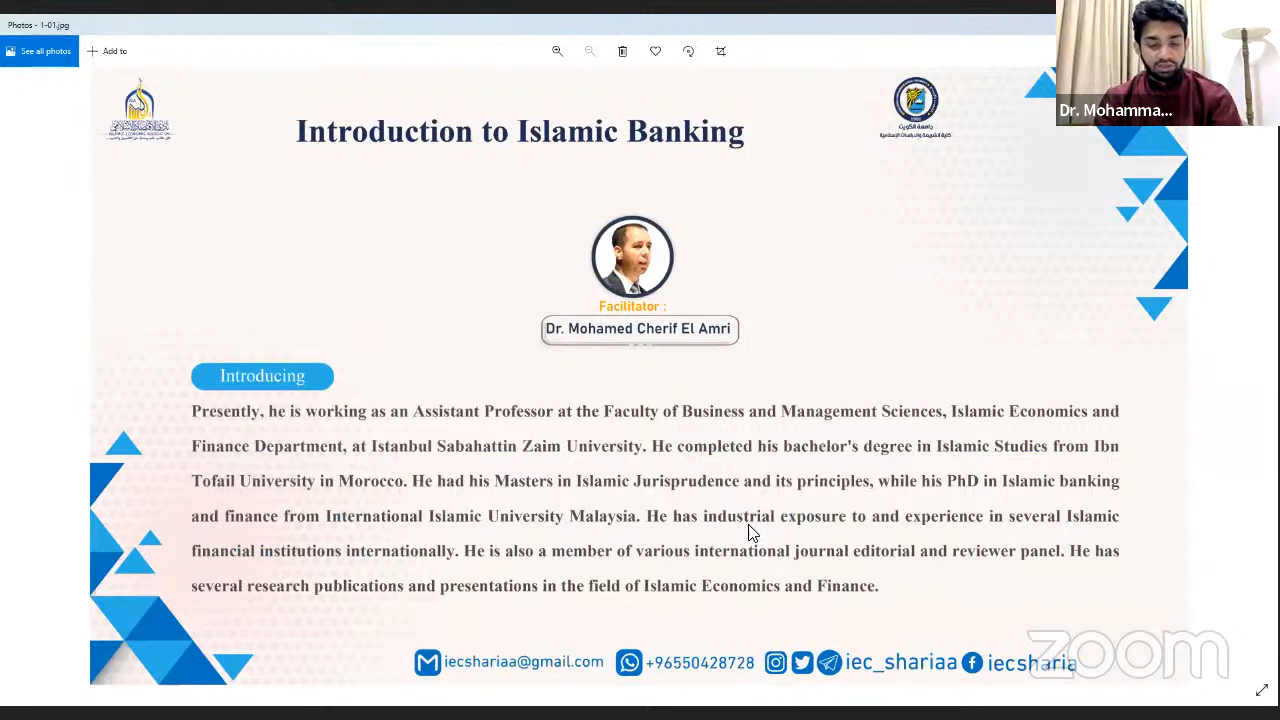 Photos - 1-01.jpg
See all photos
Add to
Dr. Mohamma...
Introduction to Islamic Banking
جامعة الكويت
كلية الشريعة والدراسات الإسلامية
Facilitator :
Dr. Mohamed Cherif El Amri
Introducing
Presently, he is working as an Assistant Professor at the Faculty of Business and Management Sciences, Islamic Economics and
Finance Department, at Istanbul Sabahattin Zaim University. He completed his bachelor's degree in Islamic Studies from Ibn
Tofail University in Morocco. He had his Masters in Islamic Jurisprudence and its principles, while his PhD in Islamic banking
and finance from International Islamic University Malaysia. He has industrial exposure to and experience in several Islamic
financial institutions internationally. He is also a member of various international journal editorial and reviewer panel. He has
several research publications and presentations in the field of Islamic Economics and Finance.
iecshariaa@gmail.com
+96550428728
iec_shariaa
iecsharia
zoom